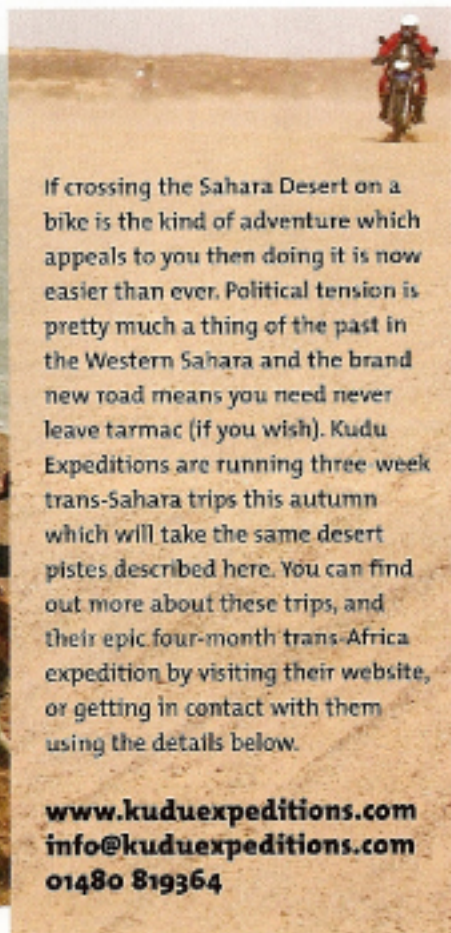 If crossing the Sahara Desert on a
bike is the kind of adventure which
appeals to you then doing it is now
easier than ever. Political tension is
pretty much a thing of the past in
the Western Sahara and the brand
new road means you need never
leave tarmac (if you wish). Kudu
Expeditions are running three-week
trans-Sahara trips this autumn
which will take the same desert
pistes described here. You can find
out more about these trips, and
their epic four-month trans-Africa
expedition by visiting their website,
or getting in contact with them
using the details below.
www.kuduexpeditions.com
info@kuduexpeditions.com
01480 819364